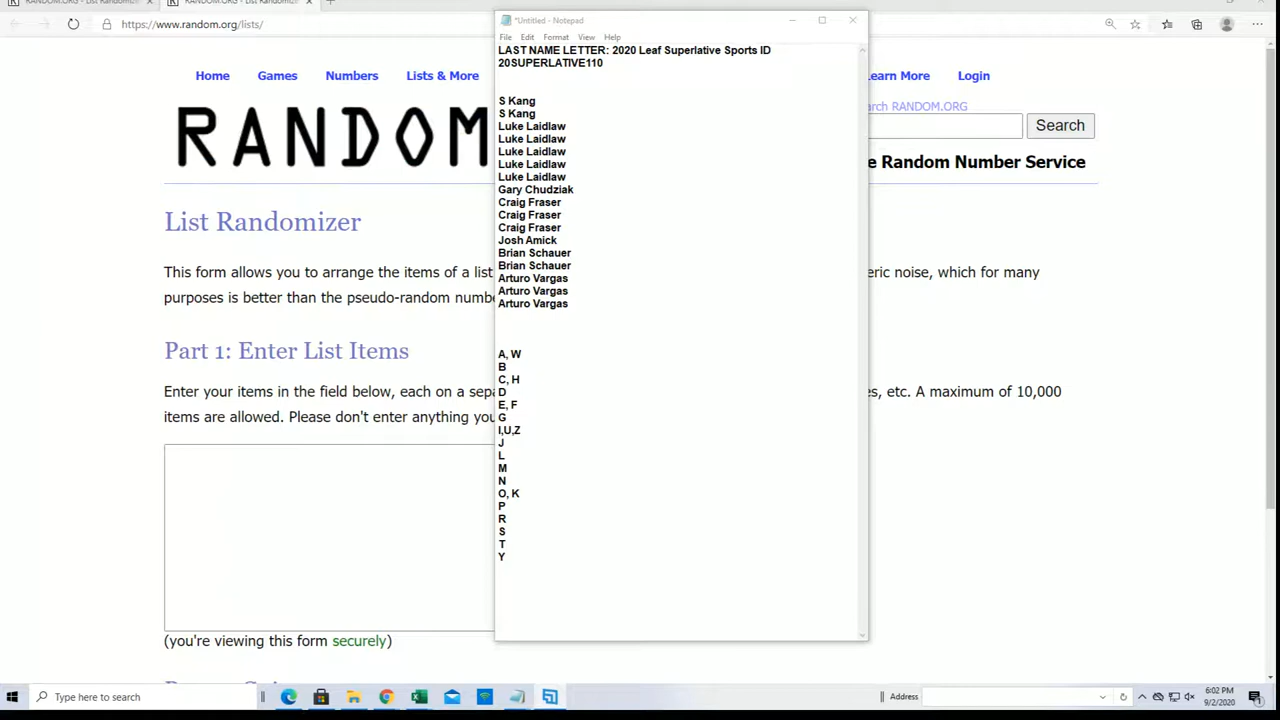 RANDOM.ORG - List Randomiz
RANDOM.ORG - List Randomiz
https://www.random.org/lists/
*Untitled - Notepad
File Edit Format View Help
LAST NAME LETTER: 2020 Leaf Superlative Sports ID
20SUPERLATIVE110
S Kang
S Kang
Luke Laidlaw
Luke Laidlaw
Luke Laidlaw
Luke Laidlaw
Luke Laidlaw
Gary Chudziak
Craig Fraser
Craig Fraser
Craig Fraser
Josh Amick
Brian Schauer
Brian Schauer
Arturo Vargas
Arturo Vargas
Arturo Vargas
A, W
B
C, H
D
E, F
G
I,U,Z
J
L
M
N
O, K
P
R
S
T
Y
Home Games Numbers Lists & More earn More Login
RANDOM
arch RANDOM.ORG
Search
e Random Number Service
List Randomizer
This form allows you to arrange the items of a list eric noise, which for many
purposes is better than the pseudo-random numbe
Part 1: Enter List Items
Enter your items in the field below, each on a sepa es, etc. A maximum of 10,000
items are allowed. Please don't enter anything you
(you're viewing this form securely)
Type here to search
Address
6:02 PM
9/2/2020